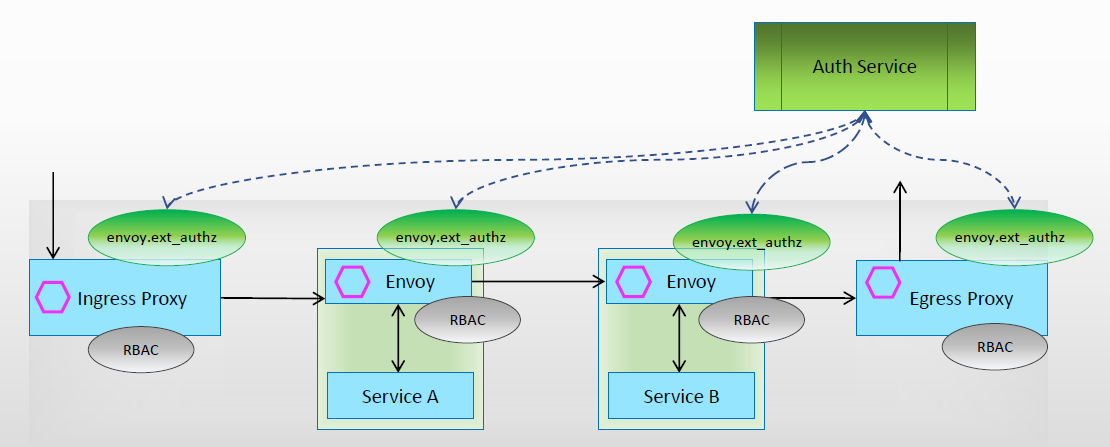 Auth Service
envoy.ext_authz
envoy.ext_authz
envoy.ext_authz
envoy.ext_authz
Ingress Proxy
Envoy
Envoy
Egress Proxy
RBAC
RBAC
RBAC
RBAC
Service A
Service B